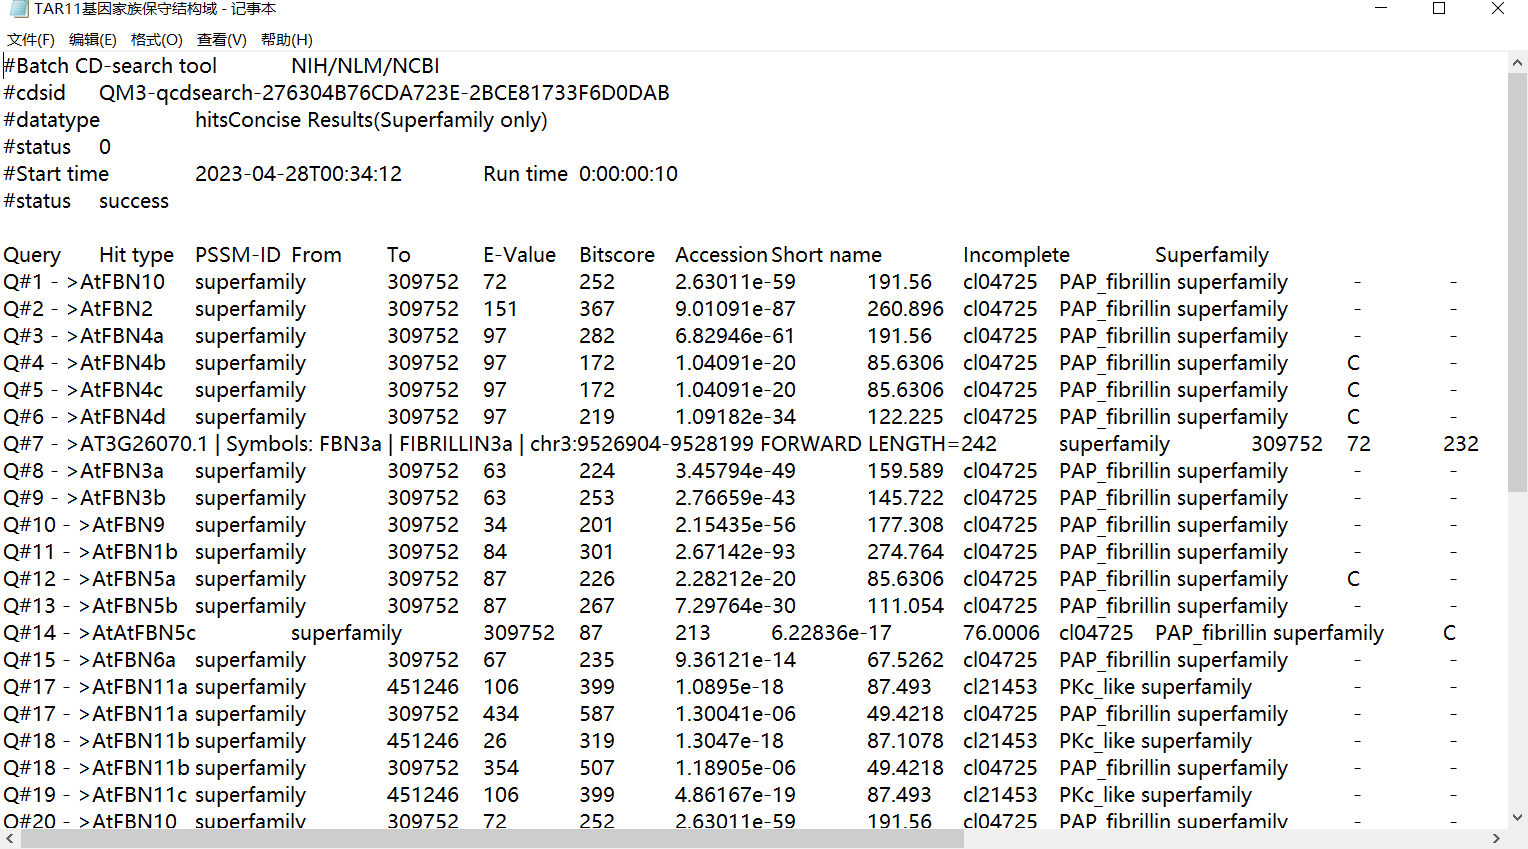 TAR11基因家族保守结构域 - 记事本
文件(F) 编辑(E) 格式(O) 查看(V) 帮助(H)
#Batch CD-search tool NIH/NLM/NCBI
#cdsid QM3-qcdsearch-276304B76CDA723E-2BCE81733F6D0DAB
#datatype hitsConcise Results(Superfamily only)
#status 0
#Start time 2023-04-28T00:34:12 Run time 0:00:00:10
#status success
Query Hit type PSSM-ID From To E-Value Bitscore Accession Short name Incomplete Superfamily
Q#1 - >AtFBN10 superfamily 309752 72 252 2.63011e-59 191.56 cl04725 PAP_fibrillin superfamily - -
Q#2 - >AtFBN2 superfamily 309752 151 367 9.01091e-87 260.896 cl04725 PAP_fibrillin superfamily - -
Q#3 - >AtFBN4a superfamily 309752 97 282 6.82946e-61 191.56 cl04725 PAP_fibrillin superfamily - -
Q#4 - >AtFBN4b superfamily 309752 97 172 1.04091e-20 85.6306 cl04725 PAP_fibrillin superfamily C -
Q#5 - >AtFBN4c superfamily 309752 97 172 1.04091e-20 85.6306 cl04725 PAP_fibrillin superfamily C -
Q#6 - >AtFBN4d superfamily 309752 97 219 1.09182e-34 122.225 cl04725 PAP_fibrillin superfamily C -
Q#7 - >AT3G26070.1 | Symbols: FBN3a | FIBRILLIN3a | chr3:9526904-9528199 FORWARD LENGTH=242 superfamily 309752 72 232
Q#8 - >AtFBN3a superfamily 309752 63 224 3.45794e-49 159.589 cl04725 PAP_fibrillin superfamily - -
Q#9 - >AtFBN3b superfamily 309752 63 253 2.76659e-43 145.722 cl04725 PAP_fibrillin superfamily - -
Q#10 - >AtFBN9 superfamily 309752 34 201 2.15435e-56 177.308 cl04725 PAP_fibrillin superfamily - -
Q#11 - >AtFBN1b superfamily 309752 84 301 2.67142e-93 274.764 cl04725 PAP_fibrillin superfamily - -
Q#12 - >AtFBN5a superfamily 309752 87 226 2.28212e-20 85.6306 cl04725 PAP_fibrillin superfamily C -
Q#13 - >AtFBN5b superfamily 309752 87 267 7.29764e-30 111.054 cl04725 PAP_fibrillin superfamily - -
Q#14 - >AtAtFBN5c superfamily 309752 87 213 6.22836e-17 76.0006 cl04725 PAP_fibrillin superfamily C
Q#15 - >AtFBN6a superfamily 309752 67 235 9.36121e-14 67.5262 cl04725 PAP_fibrillin superfamily - -
Q#17 - >AtFBN11a superfamily 451246 106 399 1.0895e-18 87.493 cl21453 PKc_like superfamily - -
Q#17 - >AtFBN11a superfamily 309752 434 587 1.30041e-06 49.4218 cl04725 PAP_fibrillin superfamily - -
Q#18 - >AtFBN11b superfamily 451246 26 319 1.3047e-18 87.1078 cl21453 PKc_like superfamily - -
Q#18 - >AtFBN11b superfamily 309752 354 507 1.18905e-06 49.4218 cl04725 PAP_fibrillin superfamily - -
Q#19 - >AtFBN11c superfamily 451246 106 399 4.86167e-19 87.493 cl21453 PKc_like superfamily - -
Q#20 - >AtFBN10 superfamily 309752 72 252 2.63011e-59 191.56 cl04725 PAP_fibrillin superfamily - -